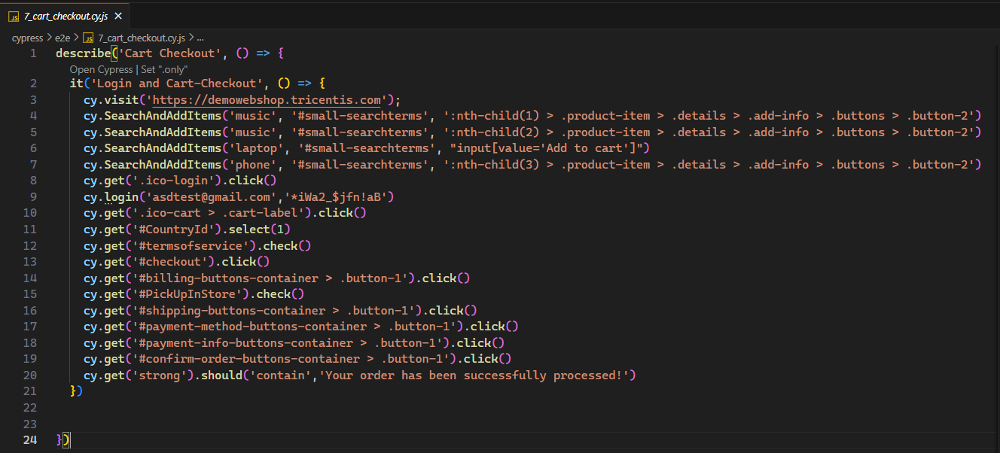 JS 7_cart_checkout.cy.js ×
cypress > e2e > JS 7_cart_checkout.cy.js > ...
1 describe('Cart Checkout', () => {
Open Cypress | Set ".only"
2 it('Login and Cart-Checkout', () => {
3 cy.visit('https://demowebshop.tricentis.com');
4 cy.SearchAndAddItems('music', '#small-searchterms', ':nth-child(1) > .product-item > .details > .add-info > .buttons > .button-2')
5 cy.SearchAndAddItems('music', '#small-searchterms', ':nth-child(2) > .product-item > .details > .add-info > .buttons > .button-2')
6 cy.SearchAndAddItems('laptop', '#small-searchterms', "input[value='Add to cart']")
7 cy.SearchAndAddItems('phone', '#small-searchterms', ':nth-child(3) > .product-item > .details > .add-info > .buttons > .button-2')
8 cy.get('.ico-login').click()
9 cy.login('asdtest@gmail.com','*iWa2_$jfn!aB')
10 cy.get('.ico-cart > .cart-label').click()
11 cy.get('#CountryId').select(1)
12 cy.get('#termsofservice').check()
13 cy.get('#checkout').click()
14 cy.get('#billing-buttons-container > .button-1').click()
15 cy.get('#PickUpInStore').check()
16 cy.get('#shipping-buttons-container > .button-1').click()
17 cy.get('#payment-method-buttons-container > .button-1').click()
18 cy.get('#payment-info-buttons-container > .button-1').click()
19 cy.get('#confirm-order-buttons-container > .button-1').click()
20 cy.get('strong').should('contain','Your order has been successfully processed!')
21 })
22
23
24 })